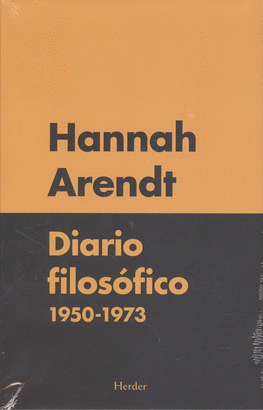 Hannah
Arendt
Diario
filosófico
1950-1973
Herder